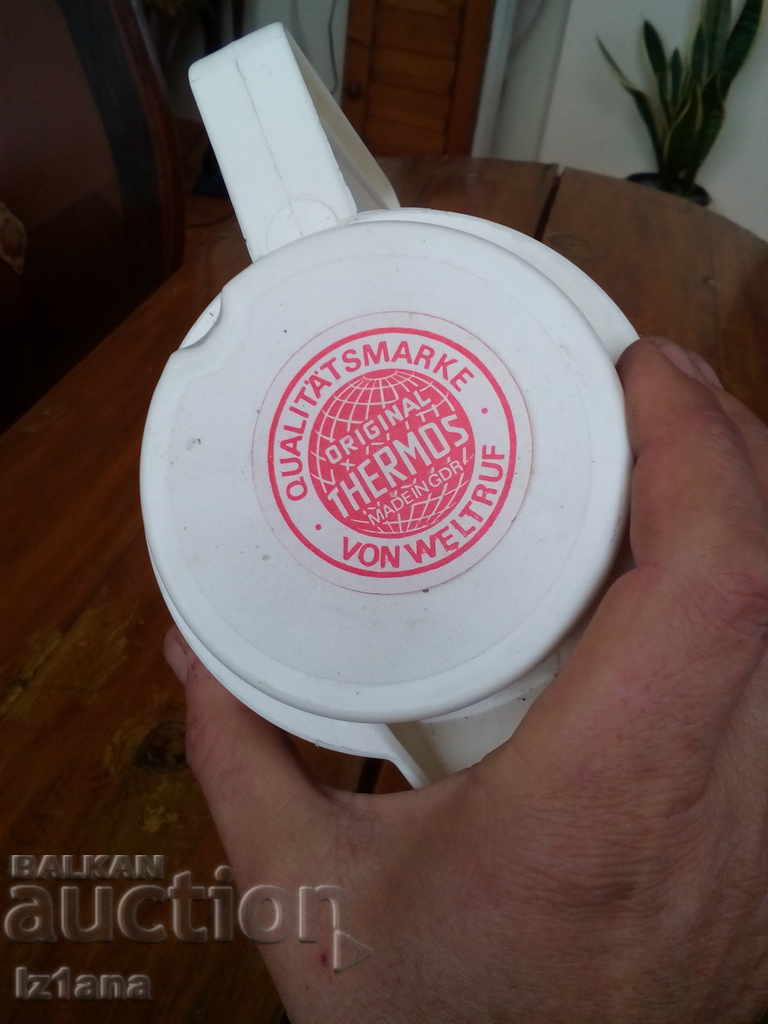 QUALITÄTSMARKE
ORIGINAL
THERMOS
MADE IN GDR
· VON WELTRUF ·
BALKAN
auction
Iz1ana